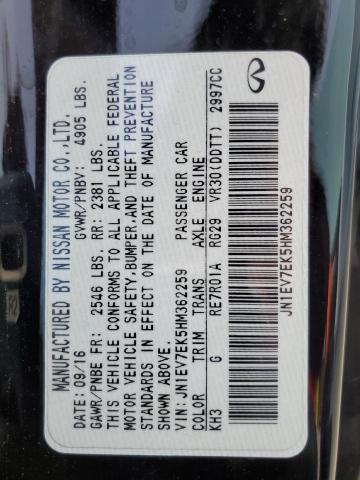 MANUFACTURED BY NISSAN MOTOR CO.,LTD.
DATE: 09/16 GVWR/PNBV: 4905 LBS.
GAWR/PNBE FR: 2546 LBS. RR: 2381 LBS.
THIS VEHICLE CONFORMS TO ALL APPLICABLE FEDERAL
MOTOR VEHICLE SAFETY,BUMPER,AND THEFT PREVENTION
STANDARDS IN EFFECT ON THE DATE OF MANUFACTURE
SHOWN ABOVE.
VIN: JN1EV7EK5HM362259 PASSENGER CAR
COLOR TRIM TRANS AXLE ENGINE
KH3 G RE7R01A RG29 VR30(DDTT) 2997CC
JN1EV7EK5HM362259